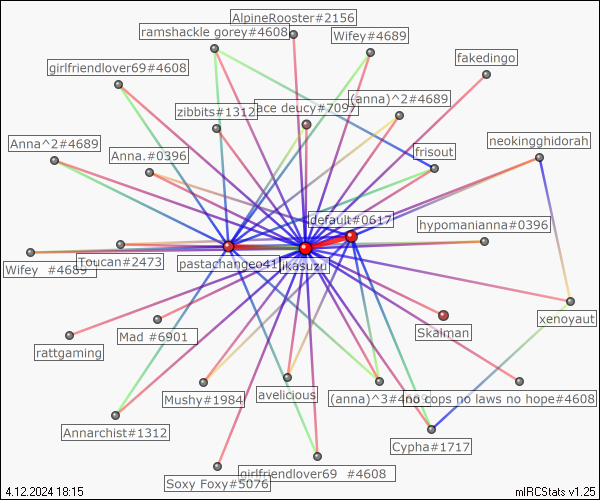 AlpineRooster#2156
ramshackle gorey#4608
Wifey#4689
fakedingo
girlfriendlover69#4608
(anna)^2#4689
zibbits#1312
ace deucy#7097
Anna^2#4689
Anna.#0396
frisout
neokingghidorah
default#0617
hypomanianna#0396
Wifey _#4689
Toucan#2473
pastachangeo41
ikasuzu
xenoyaut
Skalman
Mad #6901
rattgaming
Mushy#1984
avelicious
(anna)^3#4689
no cops no laws no hope#4608
Annarchist#1312
Cypha#1717
Soxy Foxy#5076
girlfriendlover69 _#4608
4.12.2024 18:15
mIRCStats v1.25